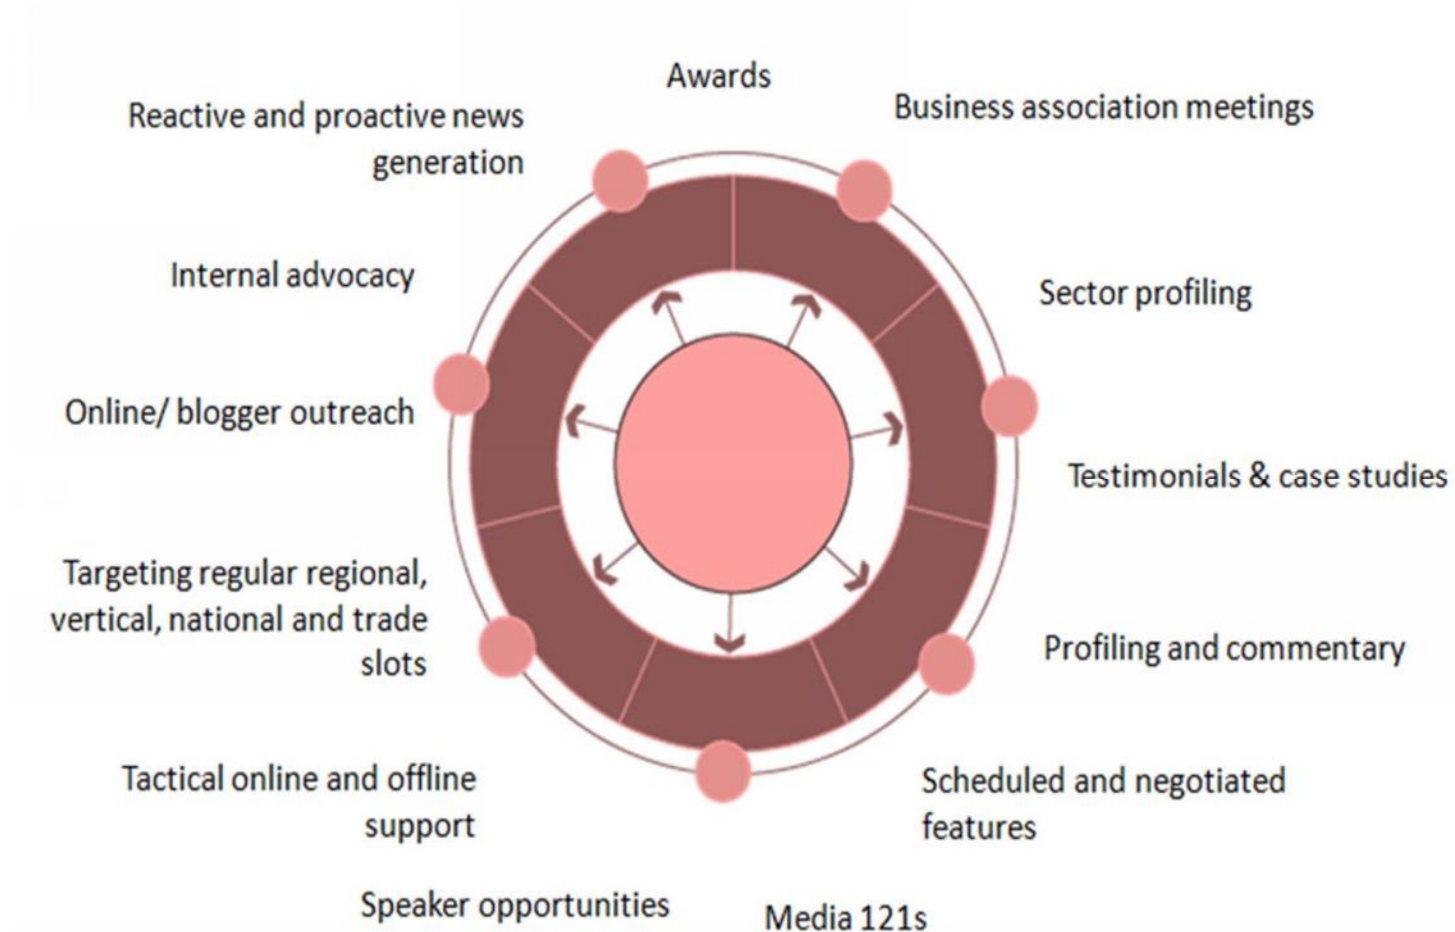 Awards
Business association meetings
Reactive and proactive news
generation
Internal advocacy
Sector profiling
Online/ blogger outreach
Testimonials & case studies
Targeting regular regional,
vertical, national and trade
slots
Profiling and commentary
Tactical online and offline
support
Scheduled and negotiated
features
Speaker opportunities
Media 121s